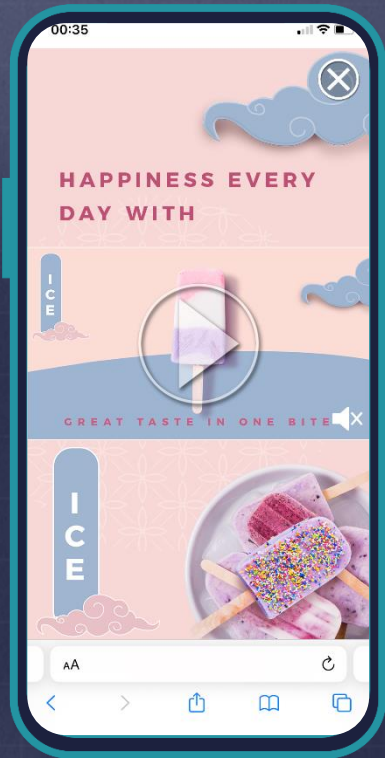 00:35
HAPPINESS EVERY
DAY WITH
ICE
GREAT TASTE IN ONE BITE
ICE
AA